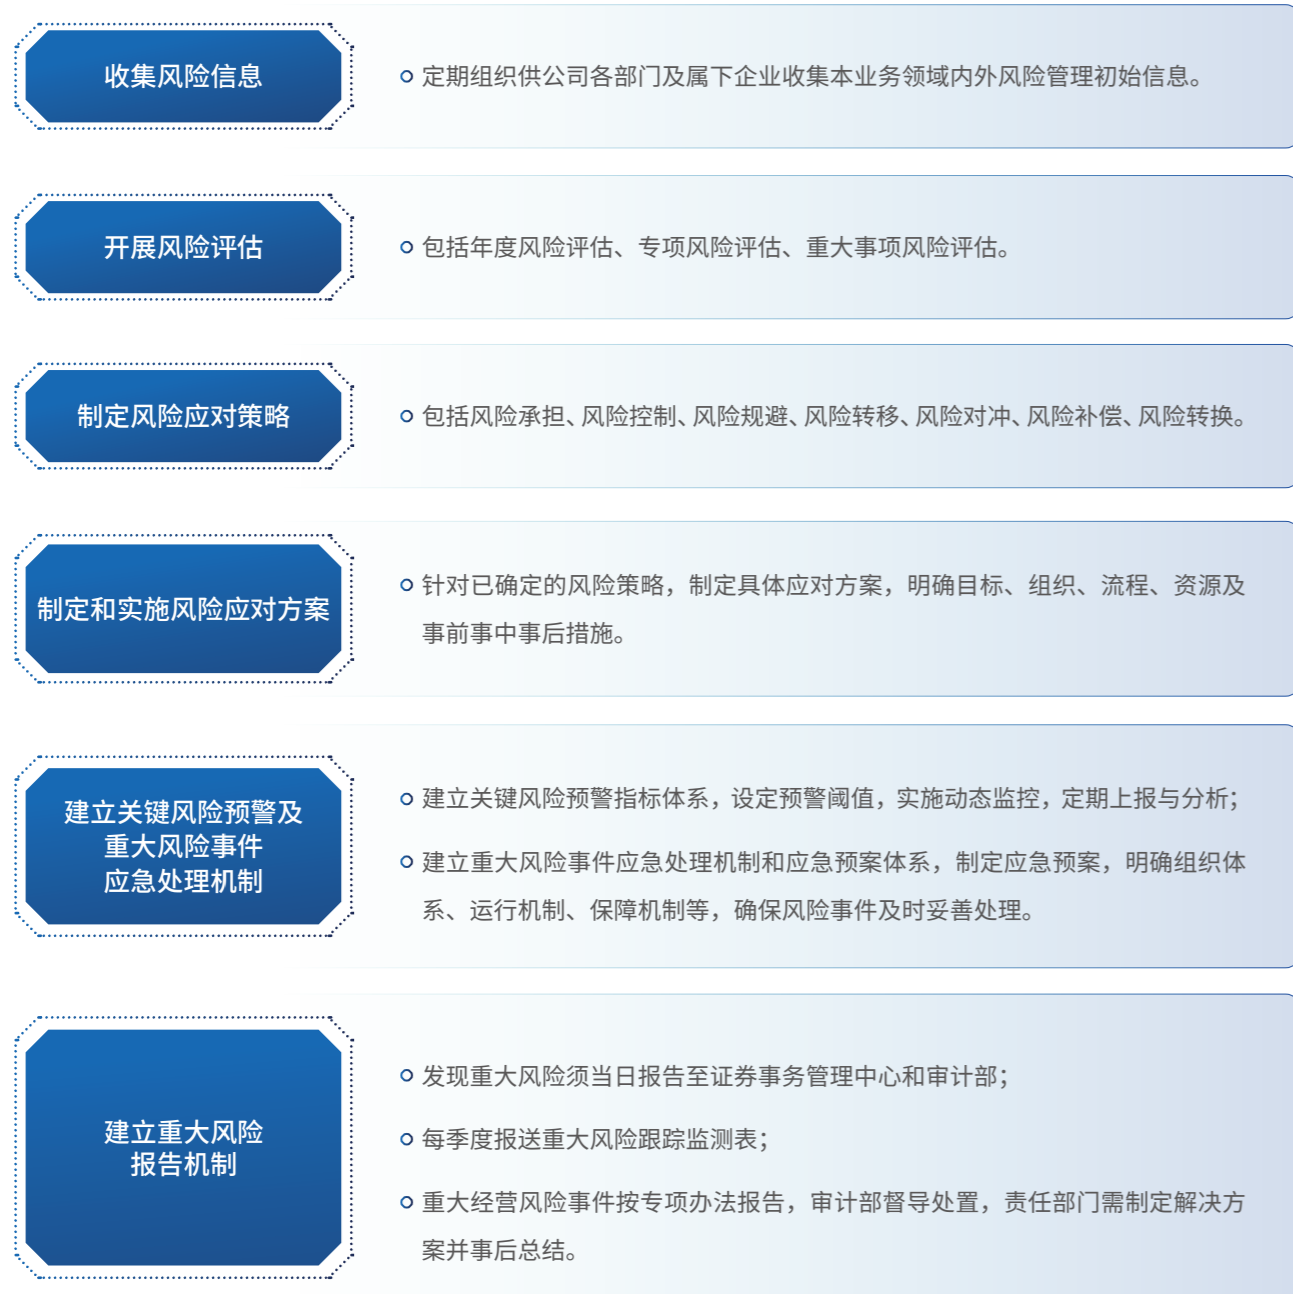 收集风险信息
定期组织供公司各部门及属下企业收集本业务领域内外风险管理初始信息。
开展风险评估
包括年度风险评估、专项风险评估、重大事项风险评估。
制定风险应对策略
包括风险承担、风险控制、风险规避、风险转移、风险对冲、风险补偿、风险转换。
制定和实施风险应对方案
针对已确定的风险策略，制定具体应对方案，明确目标、组织、流程、资源及
事前事中事后措施。
建立关键风险预警及
重大风险事件
应急处理机制
建立关键风险预警指标体系，设定预警阈值，实施动态监控，定期上报与分析；
建立重大风险事件应急处理机制和应急预案体系，制定应急预案，明确组织体
系、运行机制、保障机制等，确保风险事件及时妥善处理。
建立重大风险
报告机制
发现重大风险须当日报告至证券事务管理中心和审计部；
每季度报送重大风险跟踪监测表；
重大经营风险事件按专项办法报告，审计部督导处置，责任部门需制定解决方
案并事后总结。